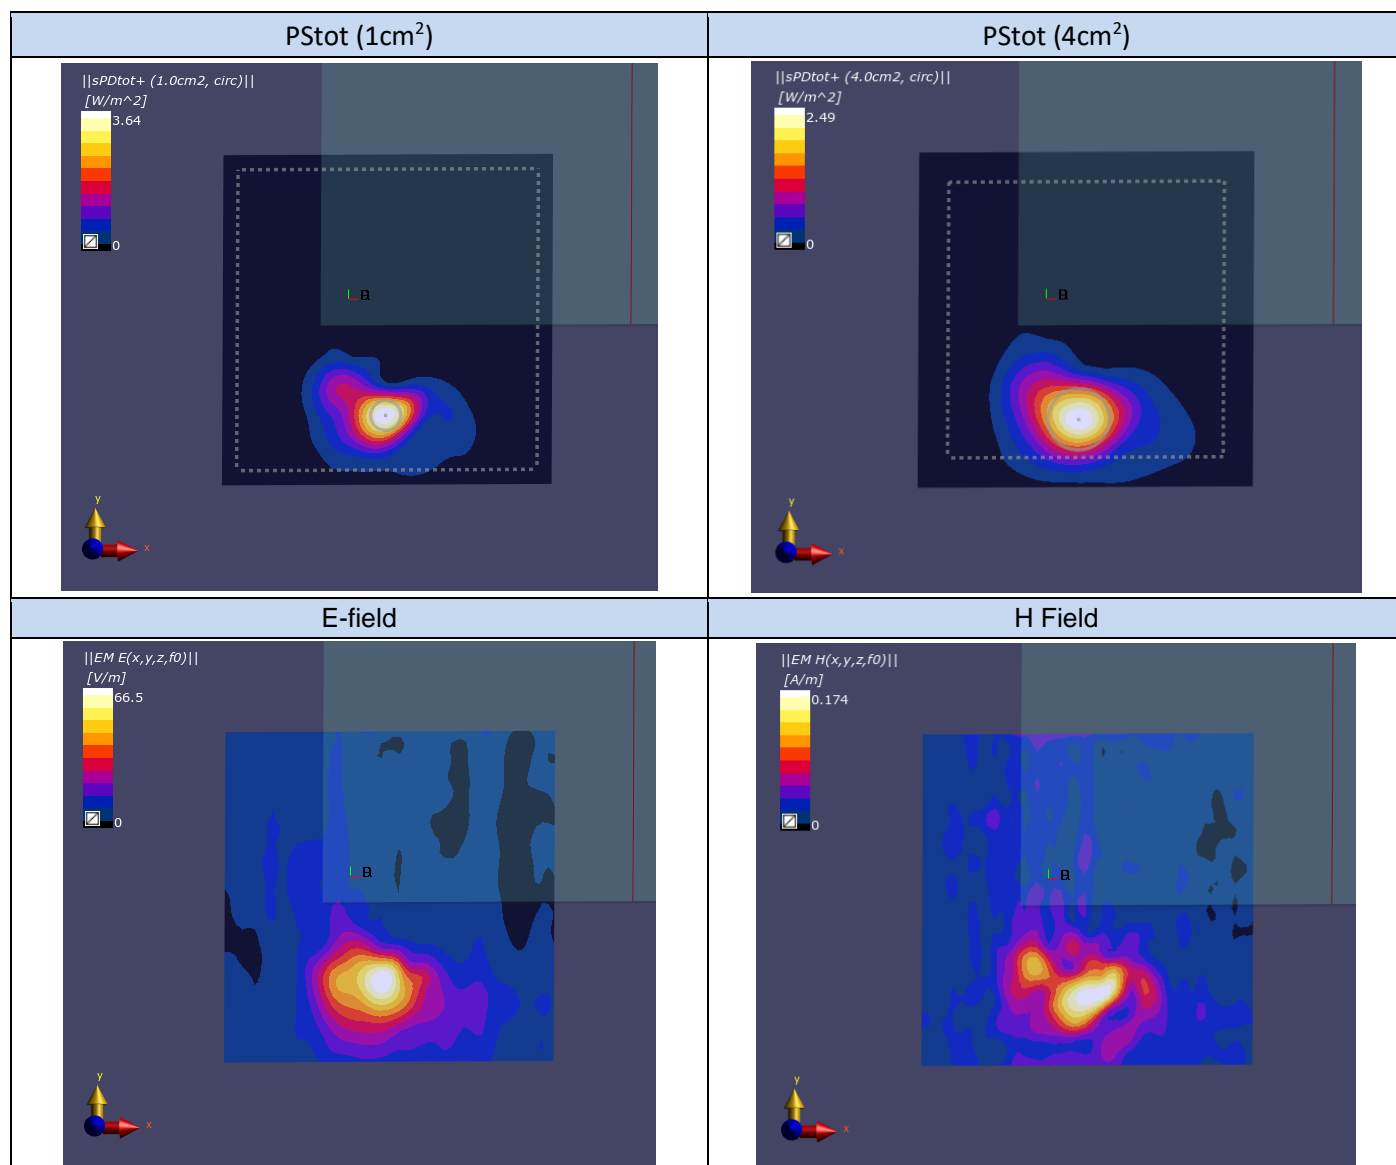 PStot (1cm²)
PStot (4cm²)
||sPDtot+ (1.0cm2, circ)||
[W/m^2]
3.64
0
y
x
||sPDtot+ (4.0cm2, circ)||
[W/m^2]
2.49
0
y
x
E-field
H Field
||EM E(x,y,z,f0)||
[V/m]
66.5
0
y
x
||EM H(x,y,z,f0)||
[A/m]
0.174
0
y
x